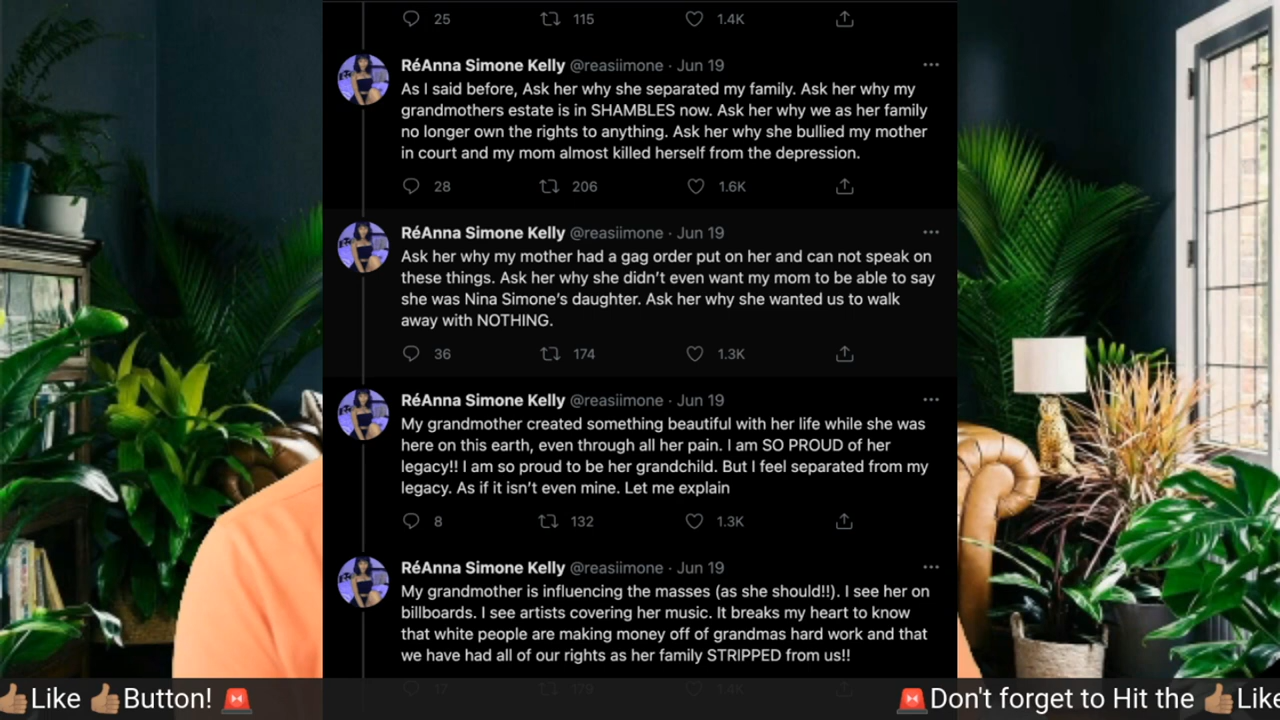 25 115 1.4K
RéAnna Simone Kelly @reasiimone · Jun 19
As I said before, Ask her why she separated my family. Ask her why my
grandmothers estate is in SHAMBLES now. Ask her why we as her family
no longer own the rights to anything. Ask her why she bullied my mother
in court and my mom almost killed herself from the depression.
28 206 1.6K
RéAnna Simone Kelly @reasiimone · Jun 19
Ask her why my mother had a gag order put on her and can not speak on
these things. Ask her why she didn’t even want my mom to be able to say
she was Nina Simone’s daughter. Ask her why she wanted us to walk
away with NOTHING.
36 174 1.3K
RéAnna Simone Kelly @reasiimone · Jun 19
My grandmother created something beautiful with her life while she was
here on this earth, even through all her pain. I am SO PROUD of her
legacy!! I am so proud to be her grandchild. But I feel separated from my
legacy. As if it isn’t even mine. Let me explain
8 132 1.3K
RéAnna Simone Kelly @reasiimone · Jun 19
My grandmother is influencing the masses (as she should!!). I see her on
billboards. I see artists covering her music. It breaks my heart to know
that white people are making money off of grandmas hard work and that
we have had all of our rights as her family STRIPPED from us!!
17 179 1.4K
👍🏽Like 👍🏽Button! 🚨 🚨Don't forget to Hit the 👍🏽Like